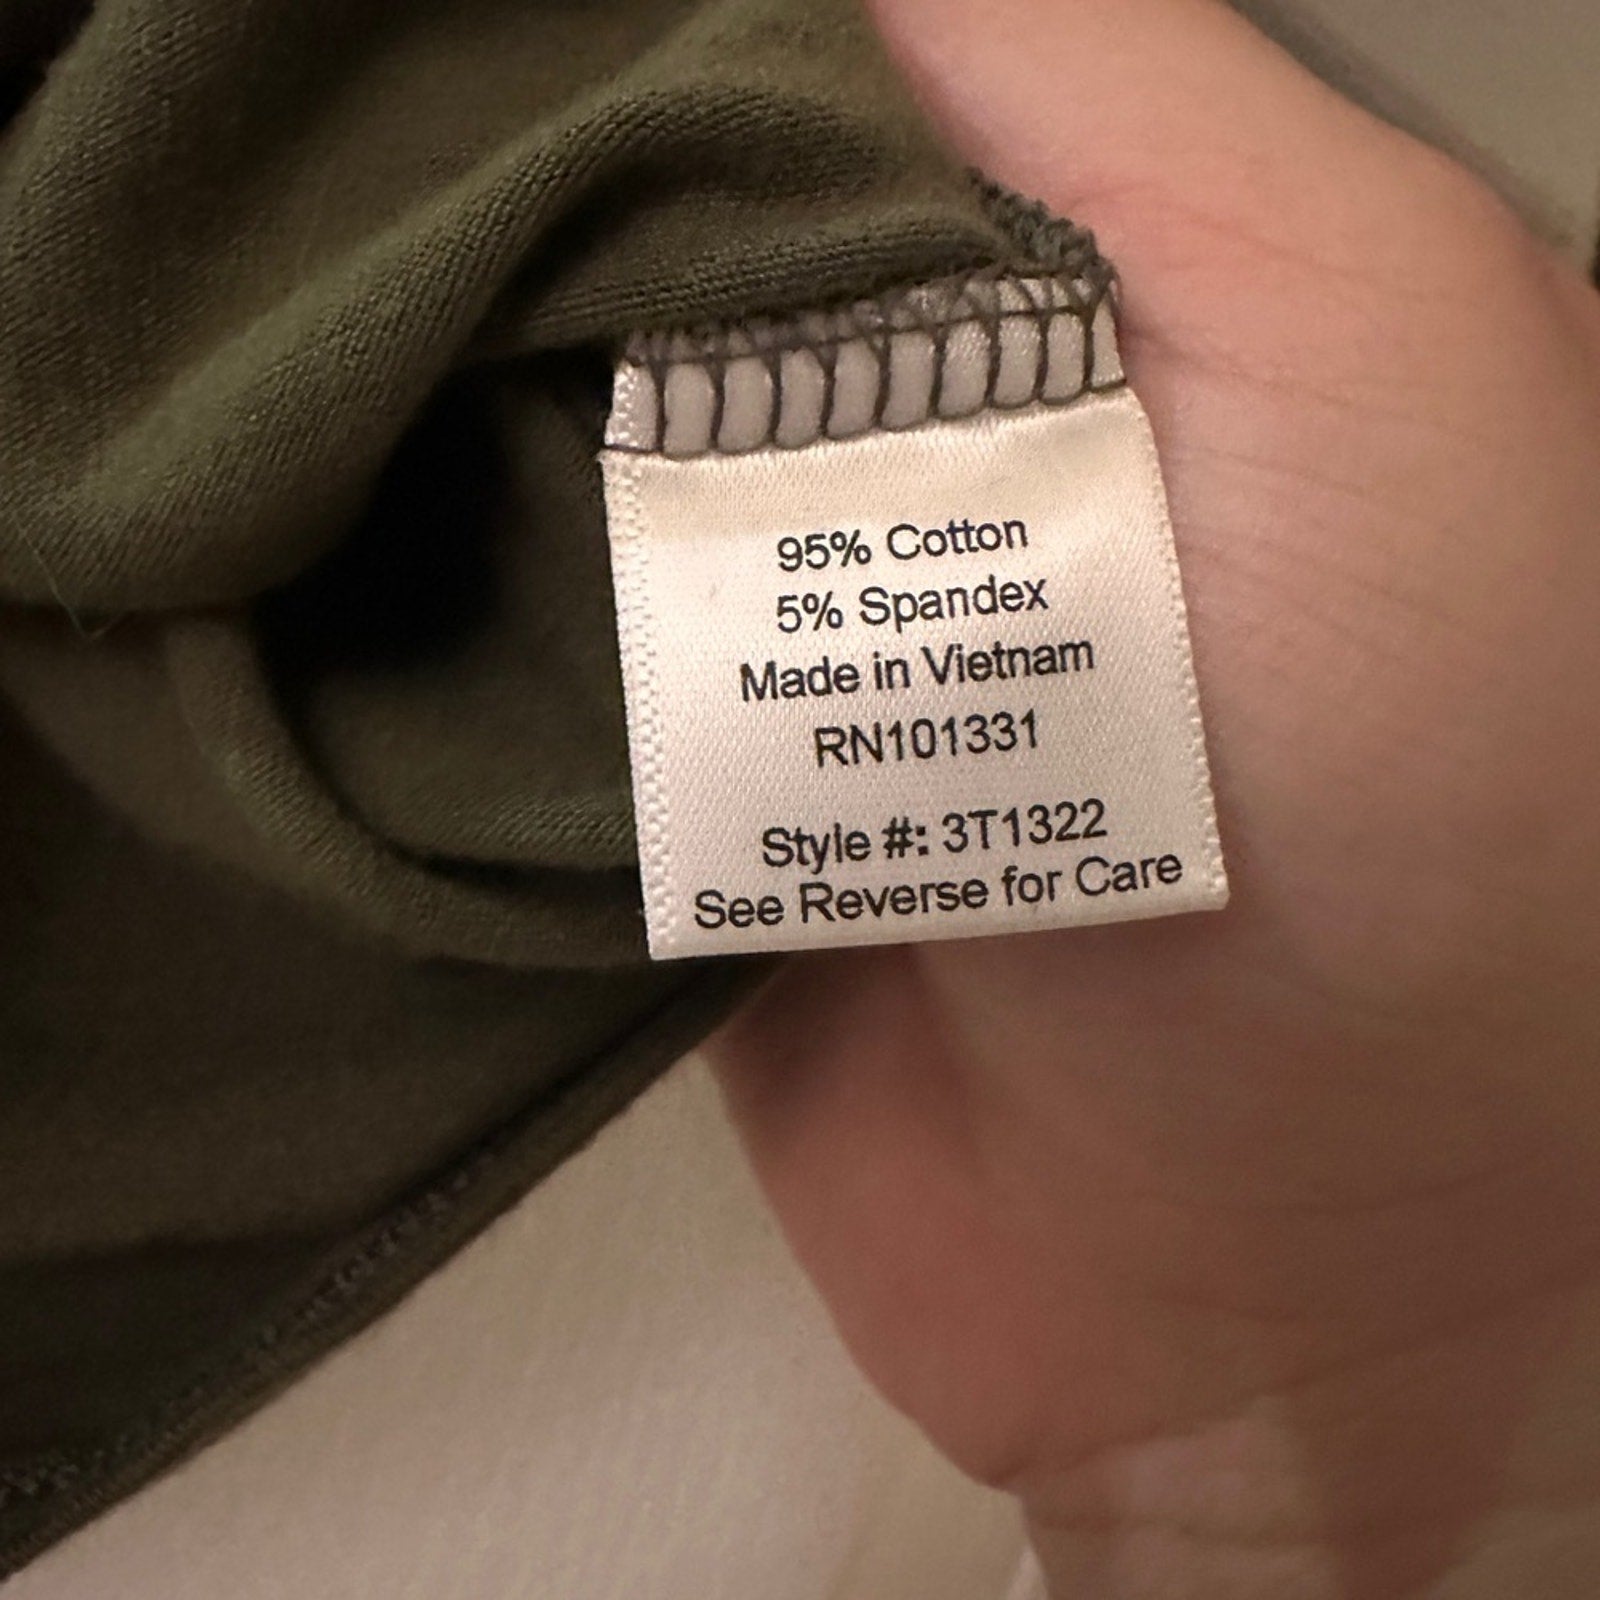 95% Cotton
5% Spandex
Made in Vietnam
RN101331
Style #: 3T1322
See Reverse for Care